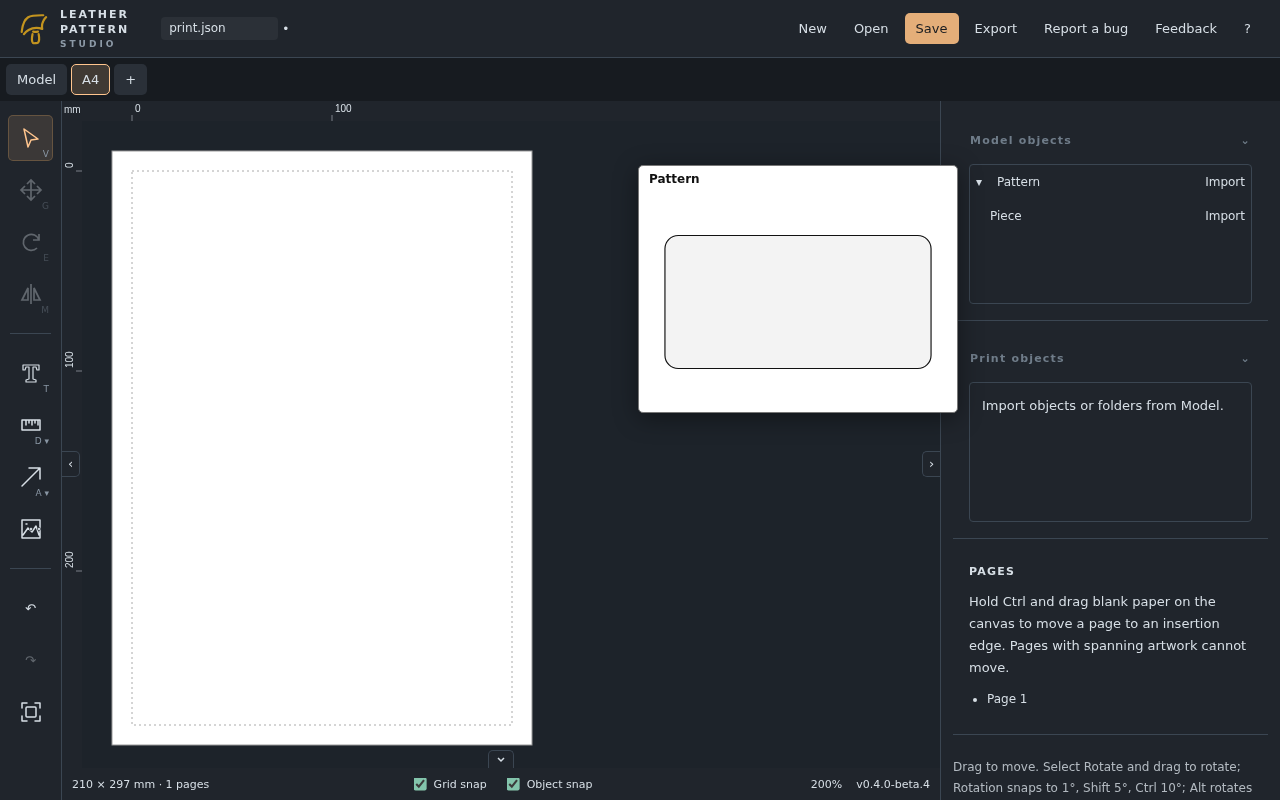 LEATHER
PATTERN
STUDIO
print.json •
New Open Save Export Report a bug Feedback ?
Model A4 +
mm 0 100
0
100
200
V
G
E
M
T
D ▾
A ▾
Pattern
Model objects
▾ Pattern Import
Piece Import
Print objects
Import objects or folders from Model.
PAGES
Hold Ctrl and drag blank paper on the
canvas to move a page to an insertion
edge. Pages with spanning artwork cannot
move.
• Page 1
Drag to move. Select Rotate and drag to rotate;
Rotation snaps to 1°, Shift 5°, Ctrl 10°; Alt rotates
210 × 297 mm · 1 pages Grid snap Object snap 200% v0.4.0-beta.4